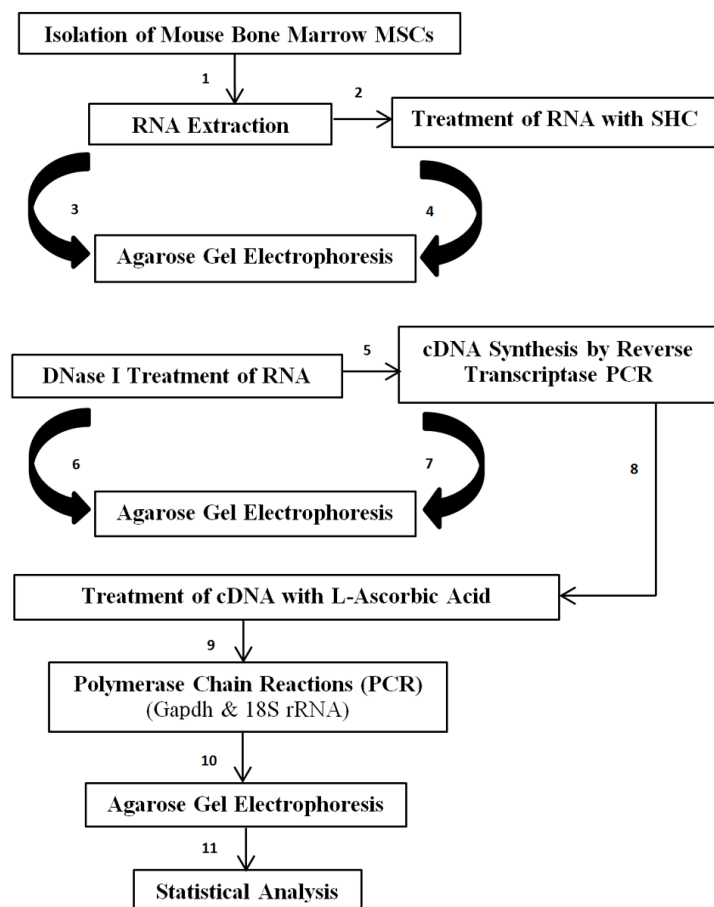 Isolation of Mouse Bone Marrow MSCs
1
2
RNA Extraction
Treatment of RNA with SHC
3
4
Agarose Gel Electrophoresis
5
DNase I Treatment of RNA
cDNA Synthesis by Reverse
Transcriptase PCR
6
7
8
Agarose Gel Electrophoresis
Treatment of cDNA with L-Ascorbic Acid
9
Polymerase Chain Reactions (PCR)
(Gapdh & 18S rRNA)
10
Agarose Gel Electrophoresis
11
Statistical Analysis